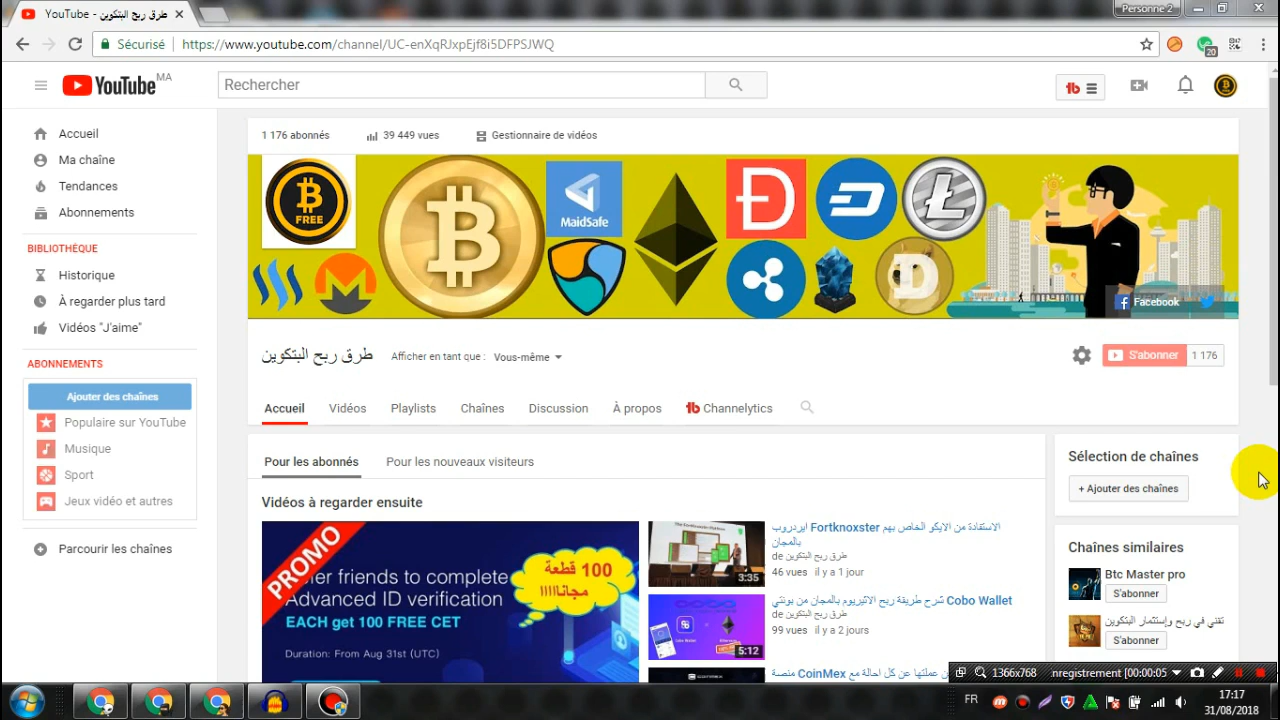 طرق ربح البتكوين - YouTube
Personne 2
Sécurisé
https://www.youtube.com/channel/UC-enXqRJxpEjf8i5DFPSJWQ
20
YouTube MA
Rechercher
Accueil
Ma chaîne
Tendances
Abonnements
BIBLIOTHÈQUE
Historique
À regarder plus tard
Vidéos "J'aime"
ABONNEMENTS
Ajouter des chaînes
Populaire sur YouTube
Musique
Sport
Jeux vidéo et autres
Parcourir les chaînes
1 176 abonnés
39 449 vues
Gestionnaire de vidéos
FREE
MaidSafe
Facebook
طرق ربح البتكوين
Afficher en tant que : Vous-même
S'abonner 1 176
Accueil
Vidéos
Playlists
Chaînes
Discussion
À propos
Channelytics
Pour les abonnés
Pour les nouveaux visiteurs
Vidéos à regarder ensuite
PROMO
friends to complete
Advanced ID verification
EACH get 100 FREE CET
Duration: From Aug 31st (UTC)
100 قطعة
مجاناااااا
3:35
الاستفادة من الايكو الخاص بهم Fortknoxster ايردروب
بالمجان
de طرق ربح البتكوين
46 vues il y a 1 jour
5:12
شرح طريقة ربح الاثيريوم بالمجان من بونتي Cobo Wallet
de طرق ربح البتكوين
99 vues il y a 2 jours
عملتها عن كل احالة مع CoinMex منصة
Sélection de chaînes
+ Ajouter des chaînes
Chaînes similaires
Btc Master pro
S'abonner
تقني في ربح وإستثمار البتكوين
S'abonner
1366x768
nregistrement [00:00:05
FR
17:17
31/08/2018